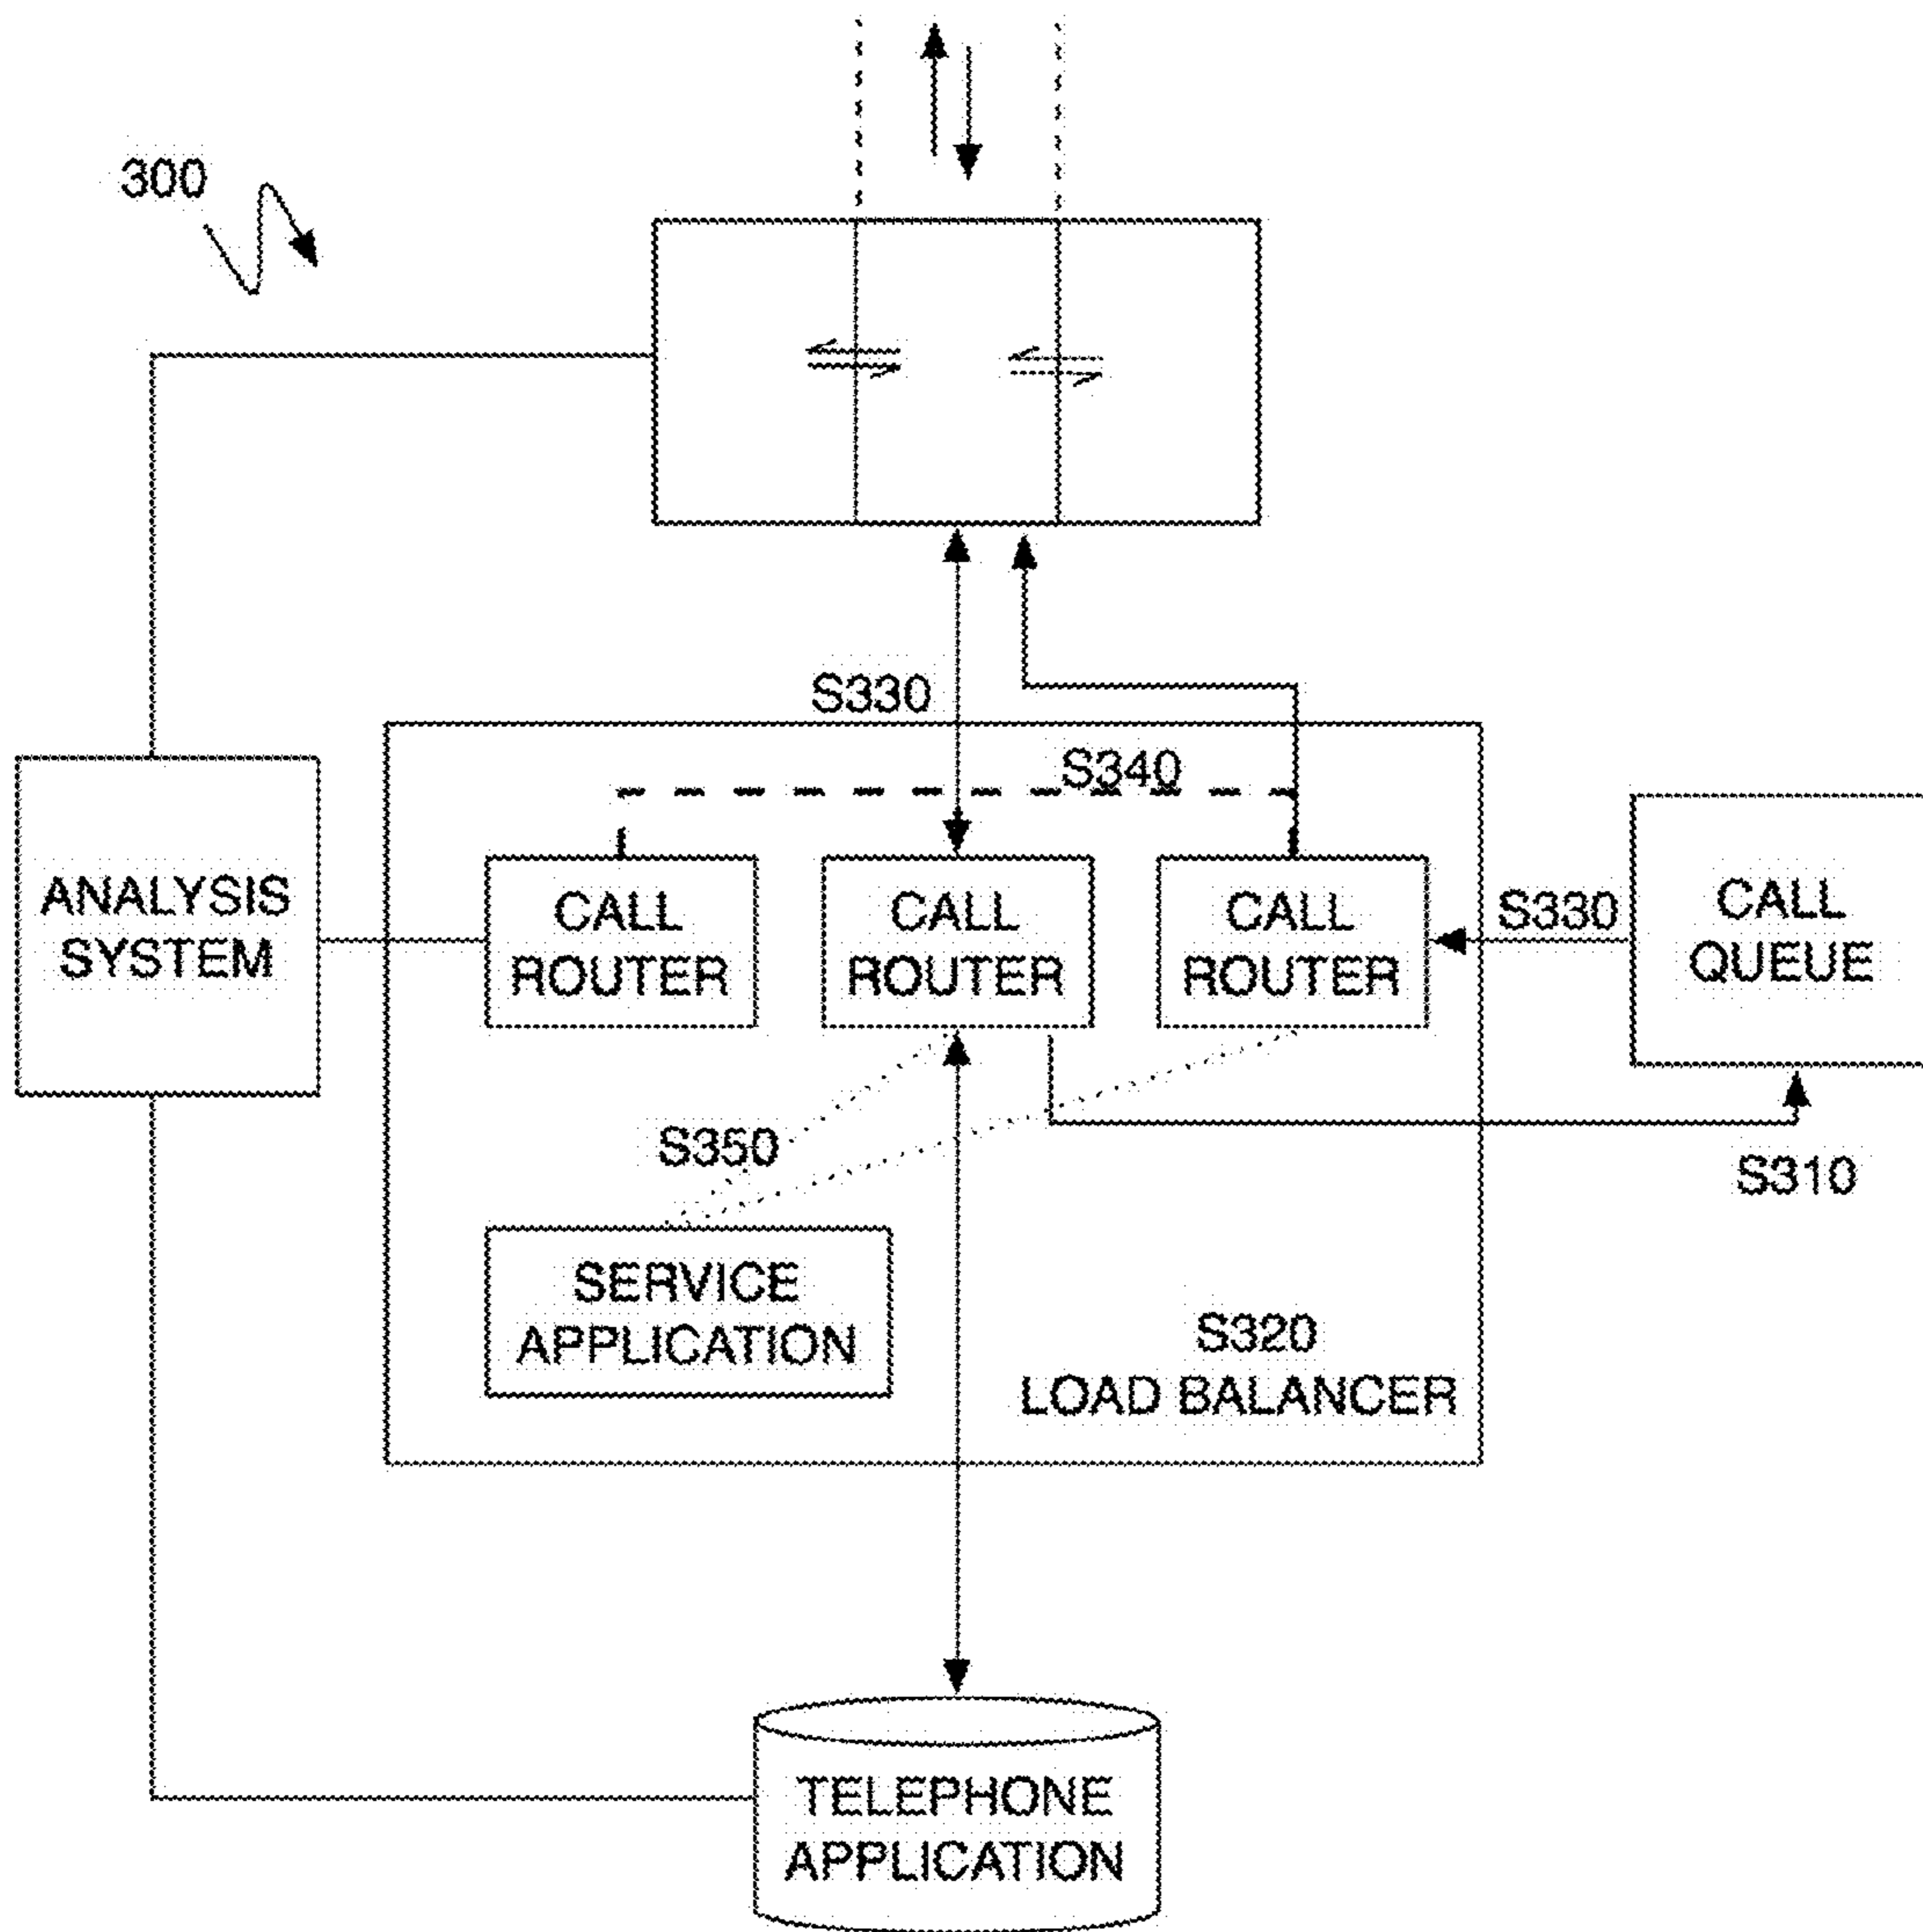 300
S330
S340
ANALYSIS
SYSTEM
CALL
ROUTER
CALL
ROUTER
CALL
ROUTER
S330
CALL
QUEUE
S350
S310
SERVICE
APPLICATION
S320
LOAD BALANCER
TELEPHONE
APPLICATION